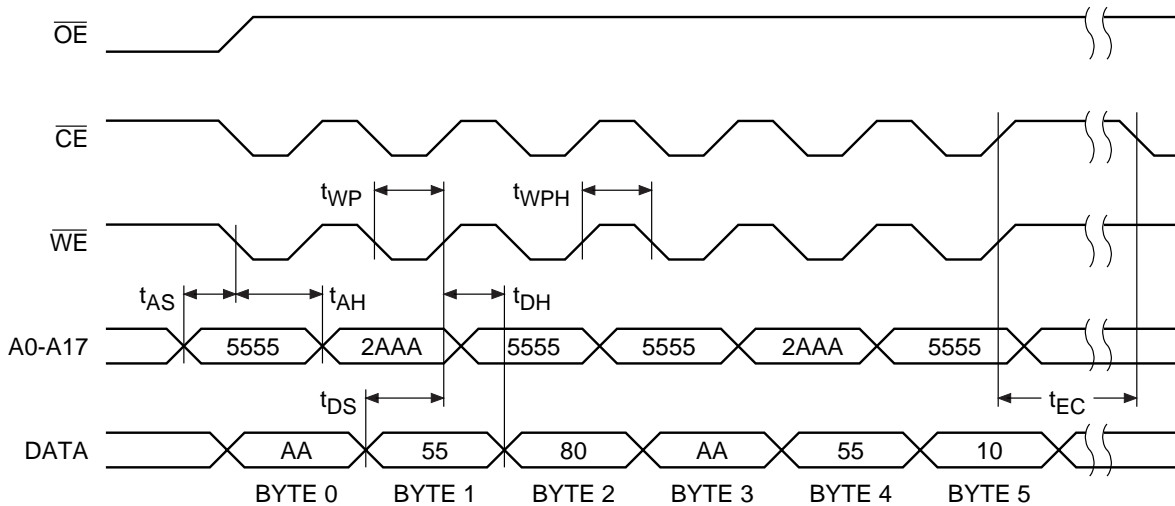 OE
CE
tWP tWPH
WE
tAS tAH tDH
A0-A17 5555 2AAA 5555 5555 2AAA 5555
tDS tEC
DATA AA 55 80 AA 55 10
BYTE 0 BYTE 1 BYTE 2 BYTE 3 BYTE 4 BYTE 5